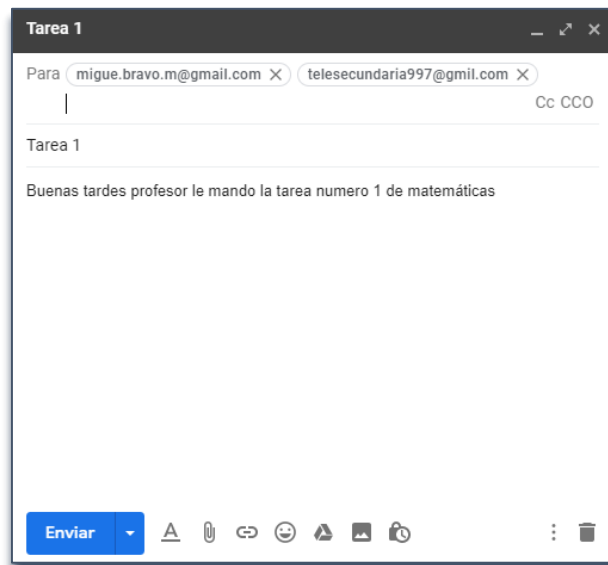 Tarea 1
Para migue.bravo.m@gmail.com telesecundaria997@gmil.com
Cc CCO
Tarea 1
Buenas tardes profesor le mando la tarea numero 1 de matemáticas
Enviar